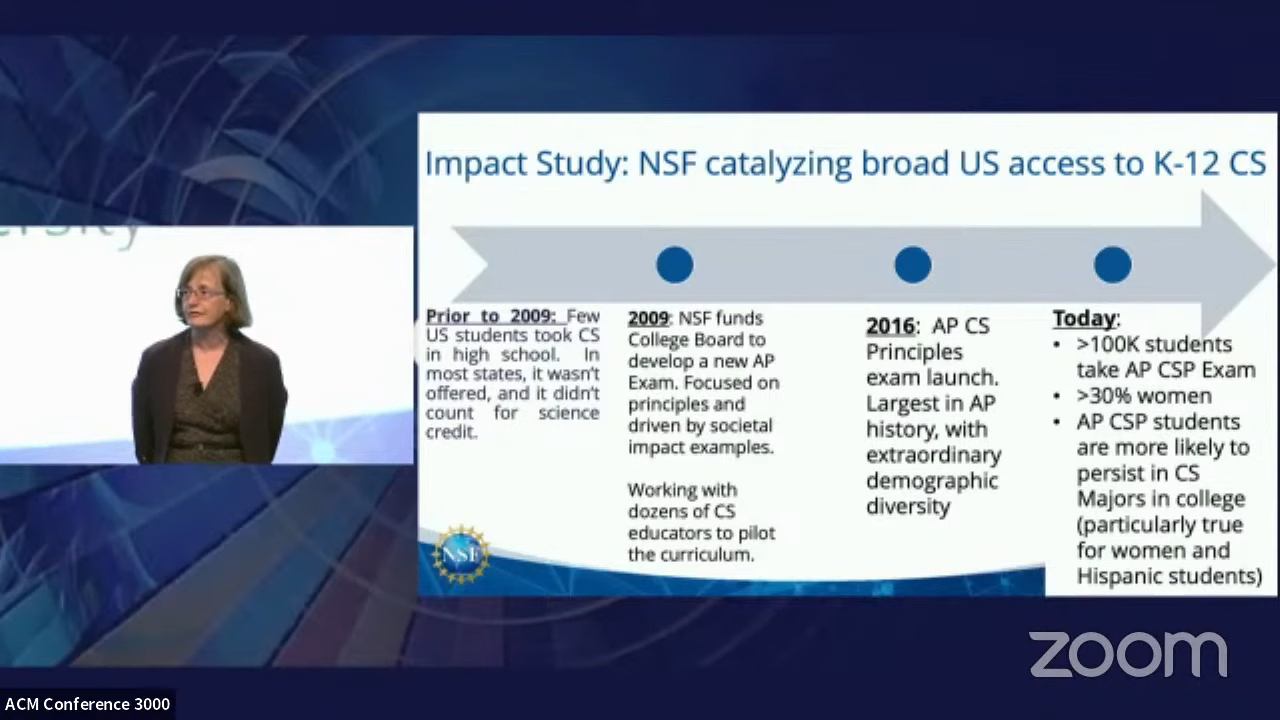 ersity
Impact Study: NSF catalyzing broad US access to K-12 CS
Prior to 2009: Few
US students took CS
in high school. In
most states, it wasn't
offered, and it didn't
count for science
credit.
2009: NSF funds
College Board to
develop a new AP
Exam. Focused on
principles and
driven by societal
impact examples.
Working with
dozens of CS
educators to pilot
the curriculum.
2016: AP CS
Principles
exam launch.
Largest in AP
history, with
extraordinary
demographic
diversity
Today:
• >100K students
take AP CSP Exam
• >30% women
• AP CSP students
are more likely to
persist in CS
Majors in college
(particularly true
for women and
Hispanic students)
NSF
zoom
ACM Conference 3000